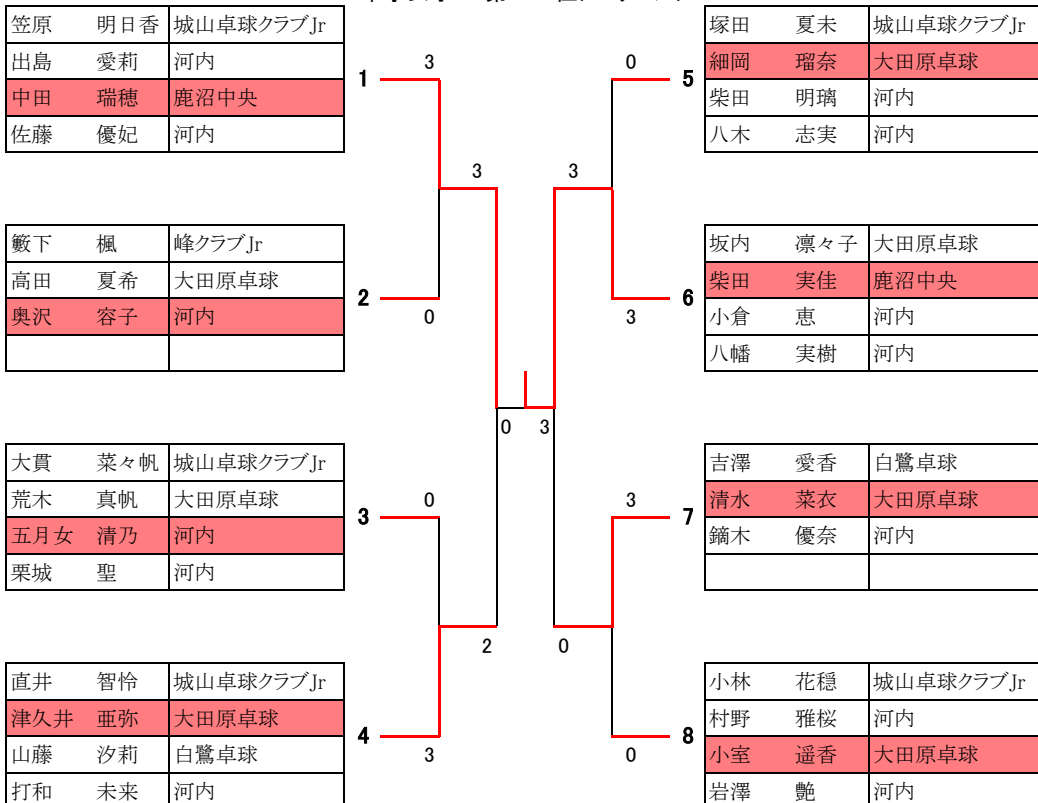 笠原 明日香 城山卓球クラブJr
出島 愛莉 河内
中田 瑞穂 鹿沼中央
佐藤 優妃 河内
1
3
籔下 楓 峰クラブJr
高田 夏希 大田原卓球
奥沢 容子 河内
2
0
3
大貫 菜々帆 城山卓球クラブJr
荒木 真帆 大田原卓球
五月女 清乃 河内
栗城 聖 河内
3
0
直井 智怜 城山卓球クラブJr
津久井 亜弥 大田原卓球
山藤 汐莉 白鷺卓球
打和 未来 河内
4
3
2
0 3
塚田 夏未 城山卓球クラブJr
細岡 瑠奈 大田原卓球
柴田 明璃 河内
八木 志実 河内
0
5
3
坂内 凛々子 大田原卓球
柴田 実佳 鹿沼中央
小倉 恵 河内
八幡 実樹 河内
6
3
吉澤 愛香 白鷺卓球
清水 菜衣 大田原卓球
鏑木 優奈 河内
3
7
0
小林 花穏 城山卓球クラブJr
村野 雅桜 河内
小室 遥香 大田原卓球
岩澤 艶 河内
8
0